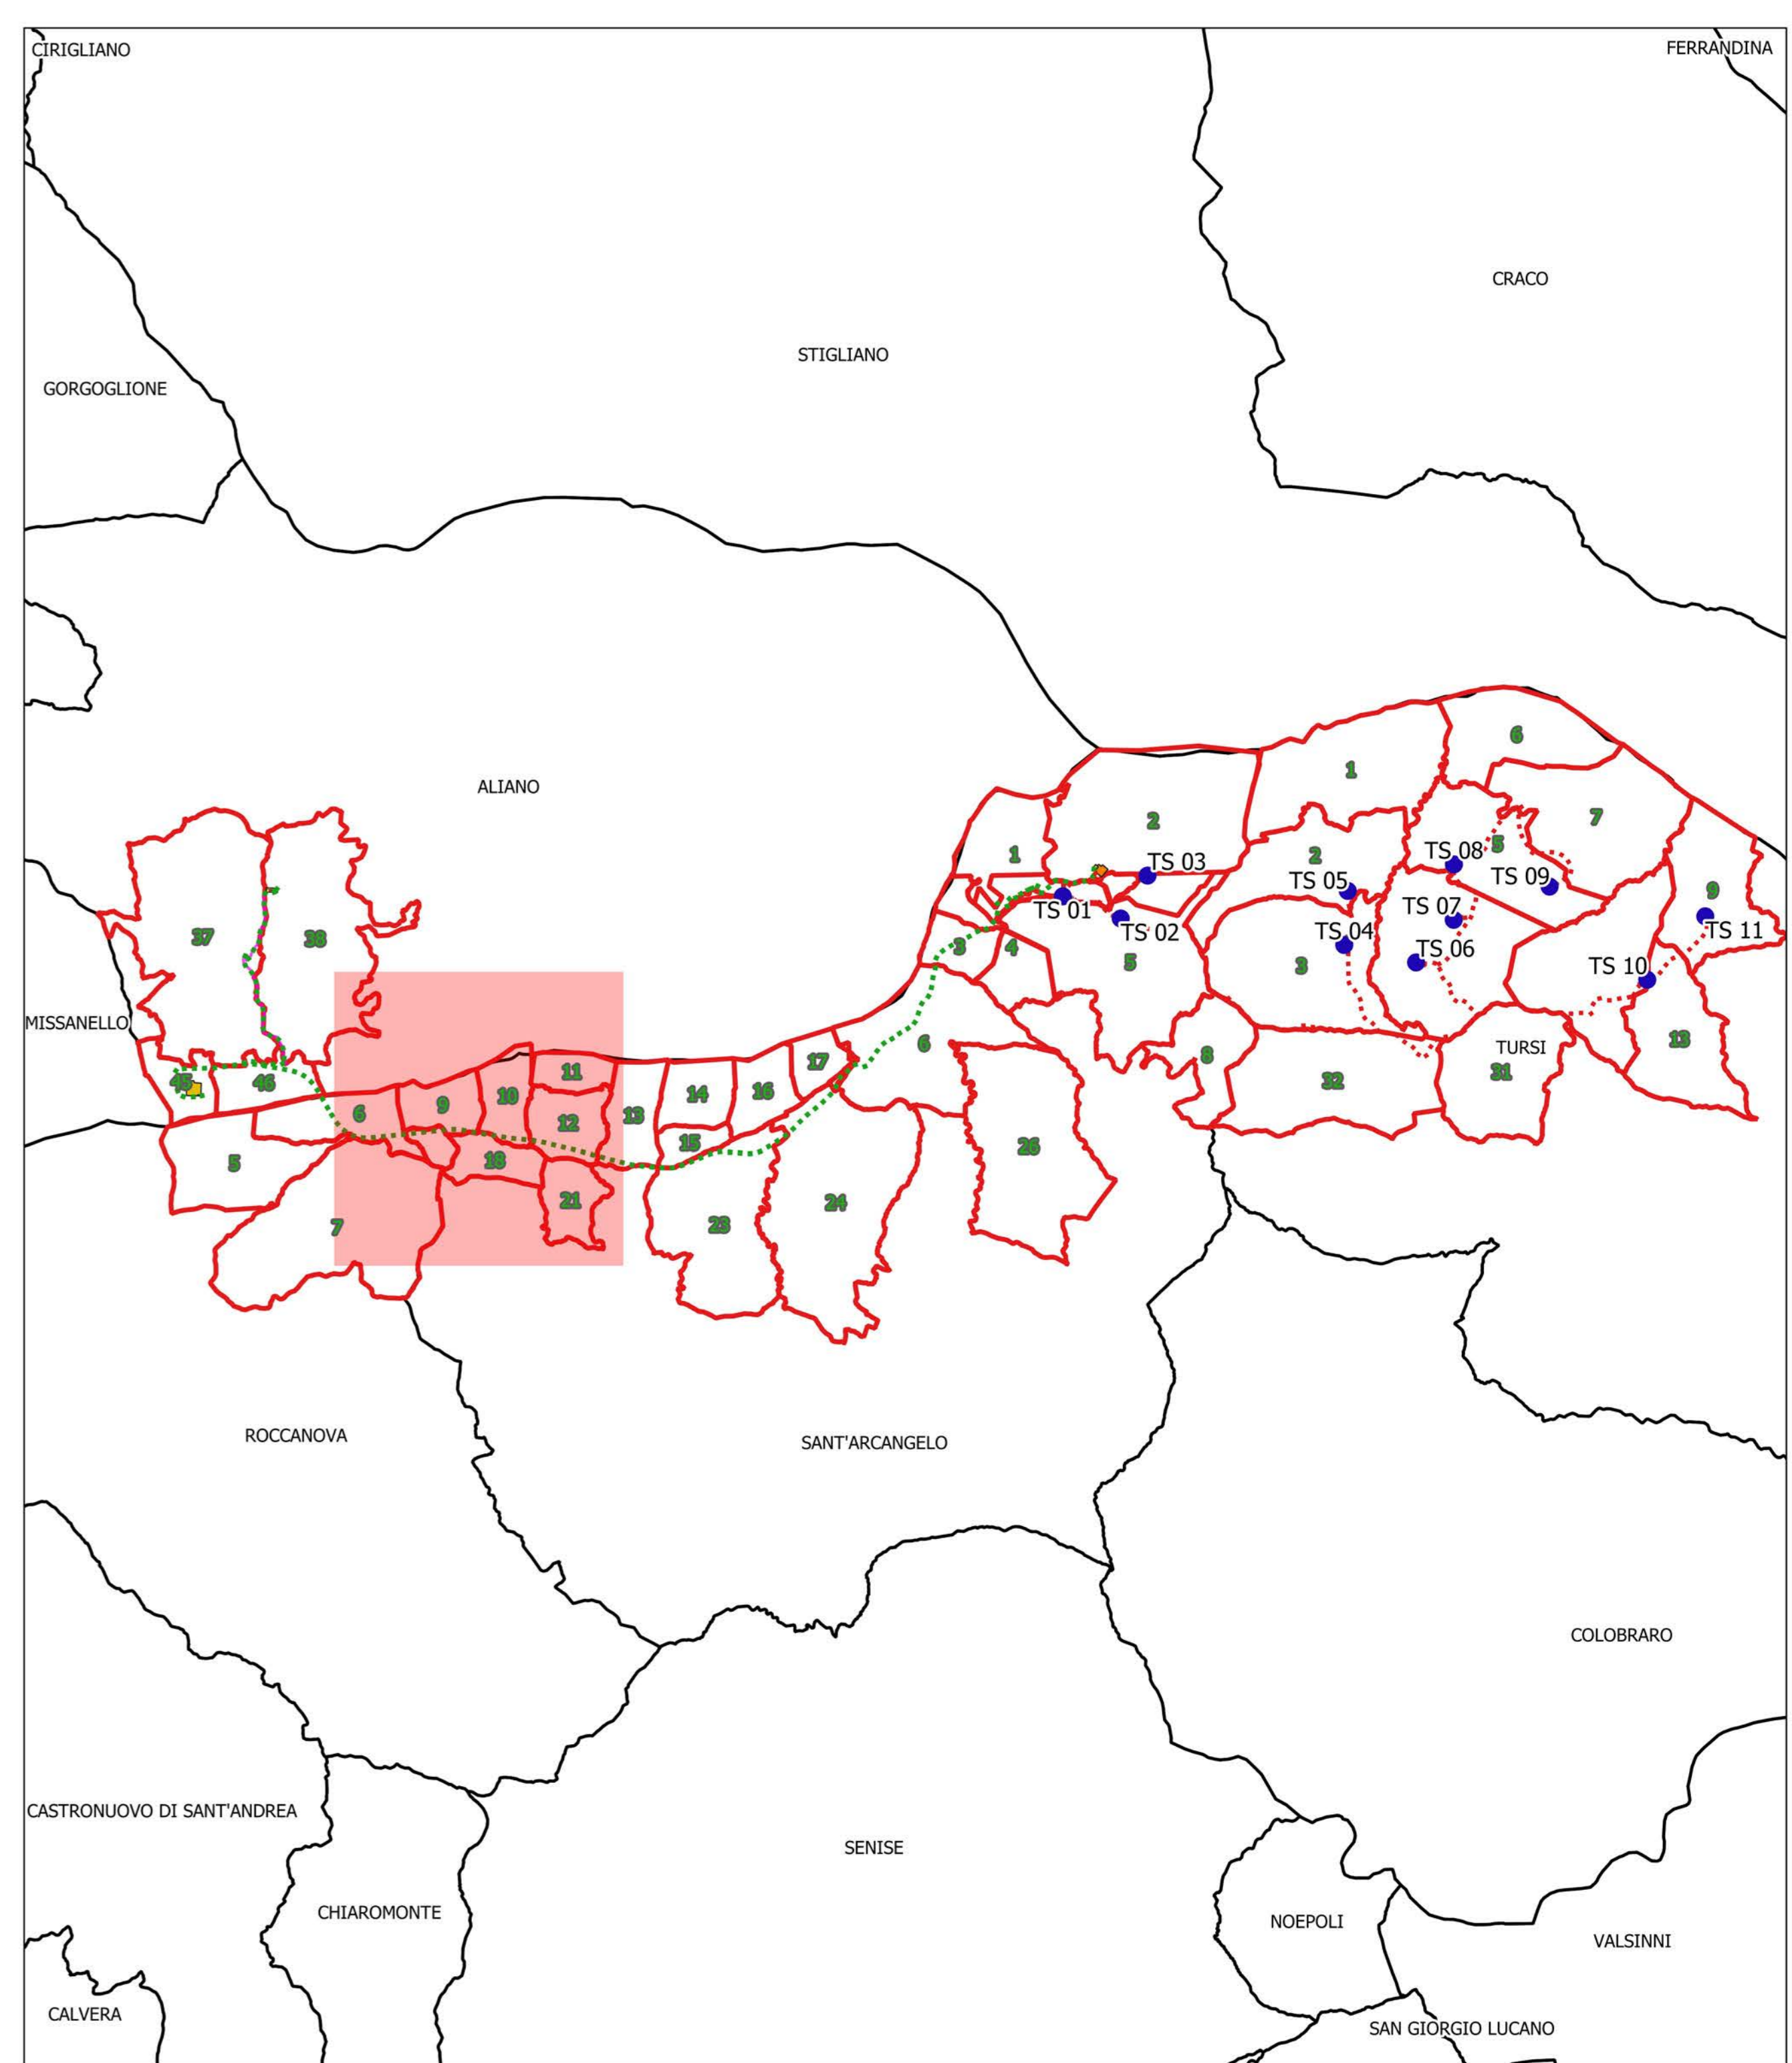 CIRIGLIANO
FERRANDINA
CRACO
STIGLIANO
GORGOGLIONE
6
1
ALIANO
7
2
5
1
2
TS 08
TS 03
TS 09
TS 05
9
TS 07
TS 01
TS 11
TS 04
TS 02
37
38
3
4
TS 06
5
3
TS 10
MISSANELLO
13
6
TURSI
8
17
11
31
32
45
46
16
14
10
9
6
13
12
15
26
18
5
21
24
23
7
ROCCANOVA
SANT'ARCANGELO
COLOBRARO
CASTRONUOVO DI SANT'ANDREA
SENISE
CHIAROMONTE
NOEPOLI
VALSINNI
CALVERA
SAN GIORGIO LUCANO